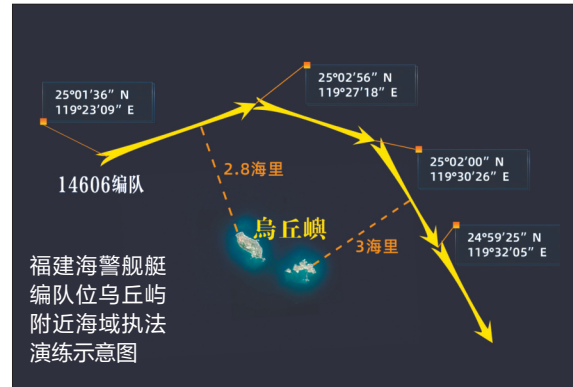 25°01'36" N
119°23'09" E
25°02'56" N
119°27'18" E
25°02'00" N
119°30'26" E
24°59'25" N
119°32'05" E
14606编队
2.8海里
烏丘嶼
3海里
福建海警舰艇
编队位乌丘屿
附近海域执法
演练示意图